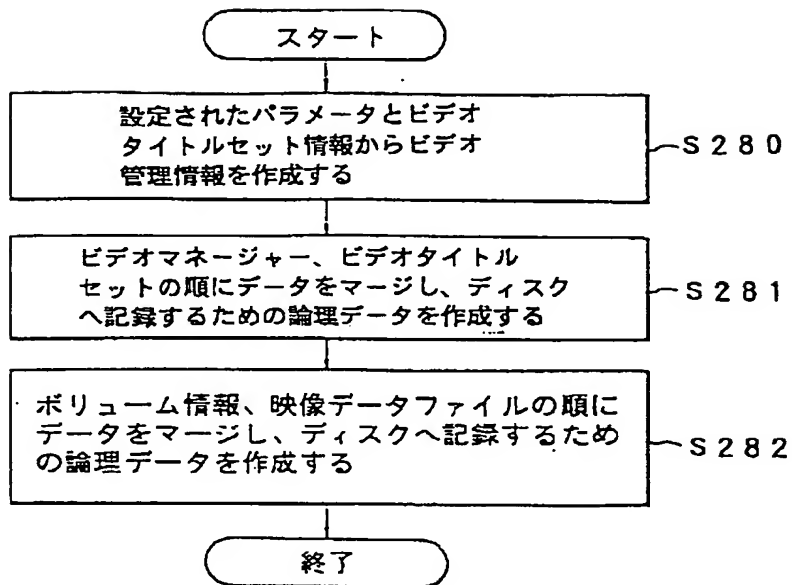 スタート
設定されたパラメータとビデオ
タイトルセット情報からビデオ
管理情報を作成する
S280
ビデオマネージャー、ビデオタイトル
セットの順にデータをマージし、ディスク
へ記録するための論理データを作成する
S281
ボリューム情報、映像データファイルの順に
データをマージし、ディスクへ記録するため
の論理データを作成する
S282
終了